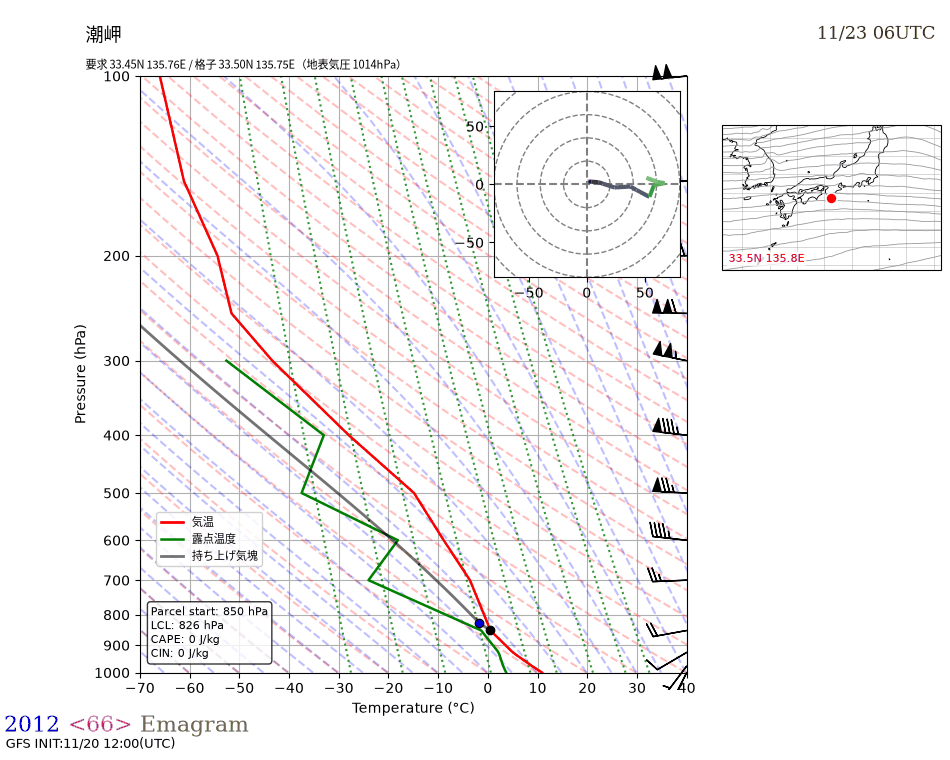 潮岬
11/23 06UTC
要求 33.45N 135.76E / 格子 33.50N 135.75E（地表気圧 1014hPa）
100
200
300
400
500
600
700
800
900
1000
Pressure (hPa)
50
0
−50
−50 0 50
33.5N 135.8E
気温
露点温度
持ち上げ気塊
Parcel start: 850 hPa
LCL: 826 hPa
CAPE: 0 J/kg
CIN: 0 J/kg
−70 −60 −50 −40 −30 −20 −10 0 10 20 30 40
Temperature (°C)
2012 <66> Emagram
GFS INIT:11/20 12:00(UTC)